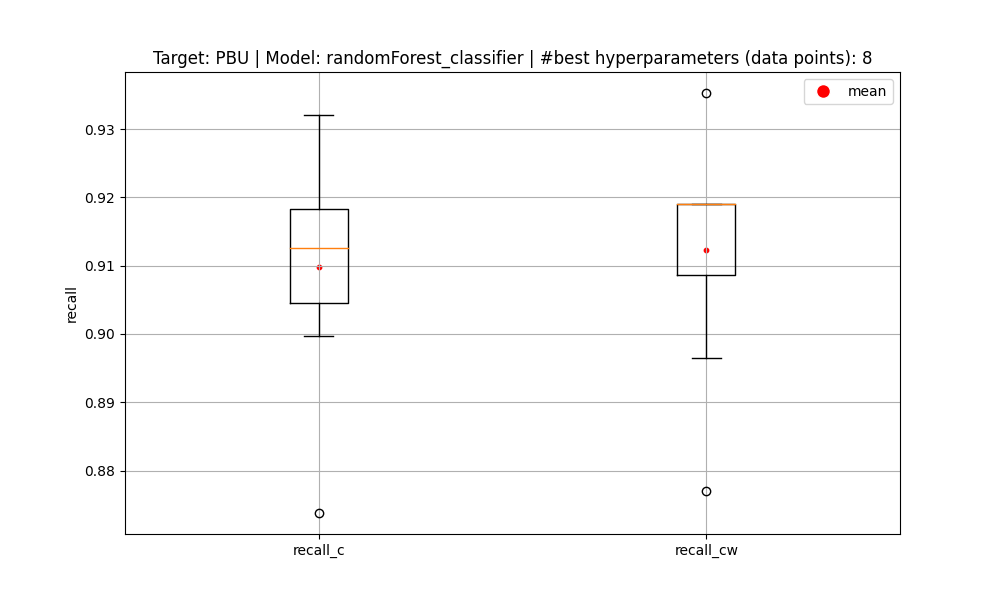 Target: PBU | Model: randomForest_classifier | #best hyperparameters (data points): 8
mean
0.93
0.92
0.91
0.90
0.89
0.88
recall
recall_c
recall_cw